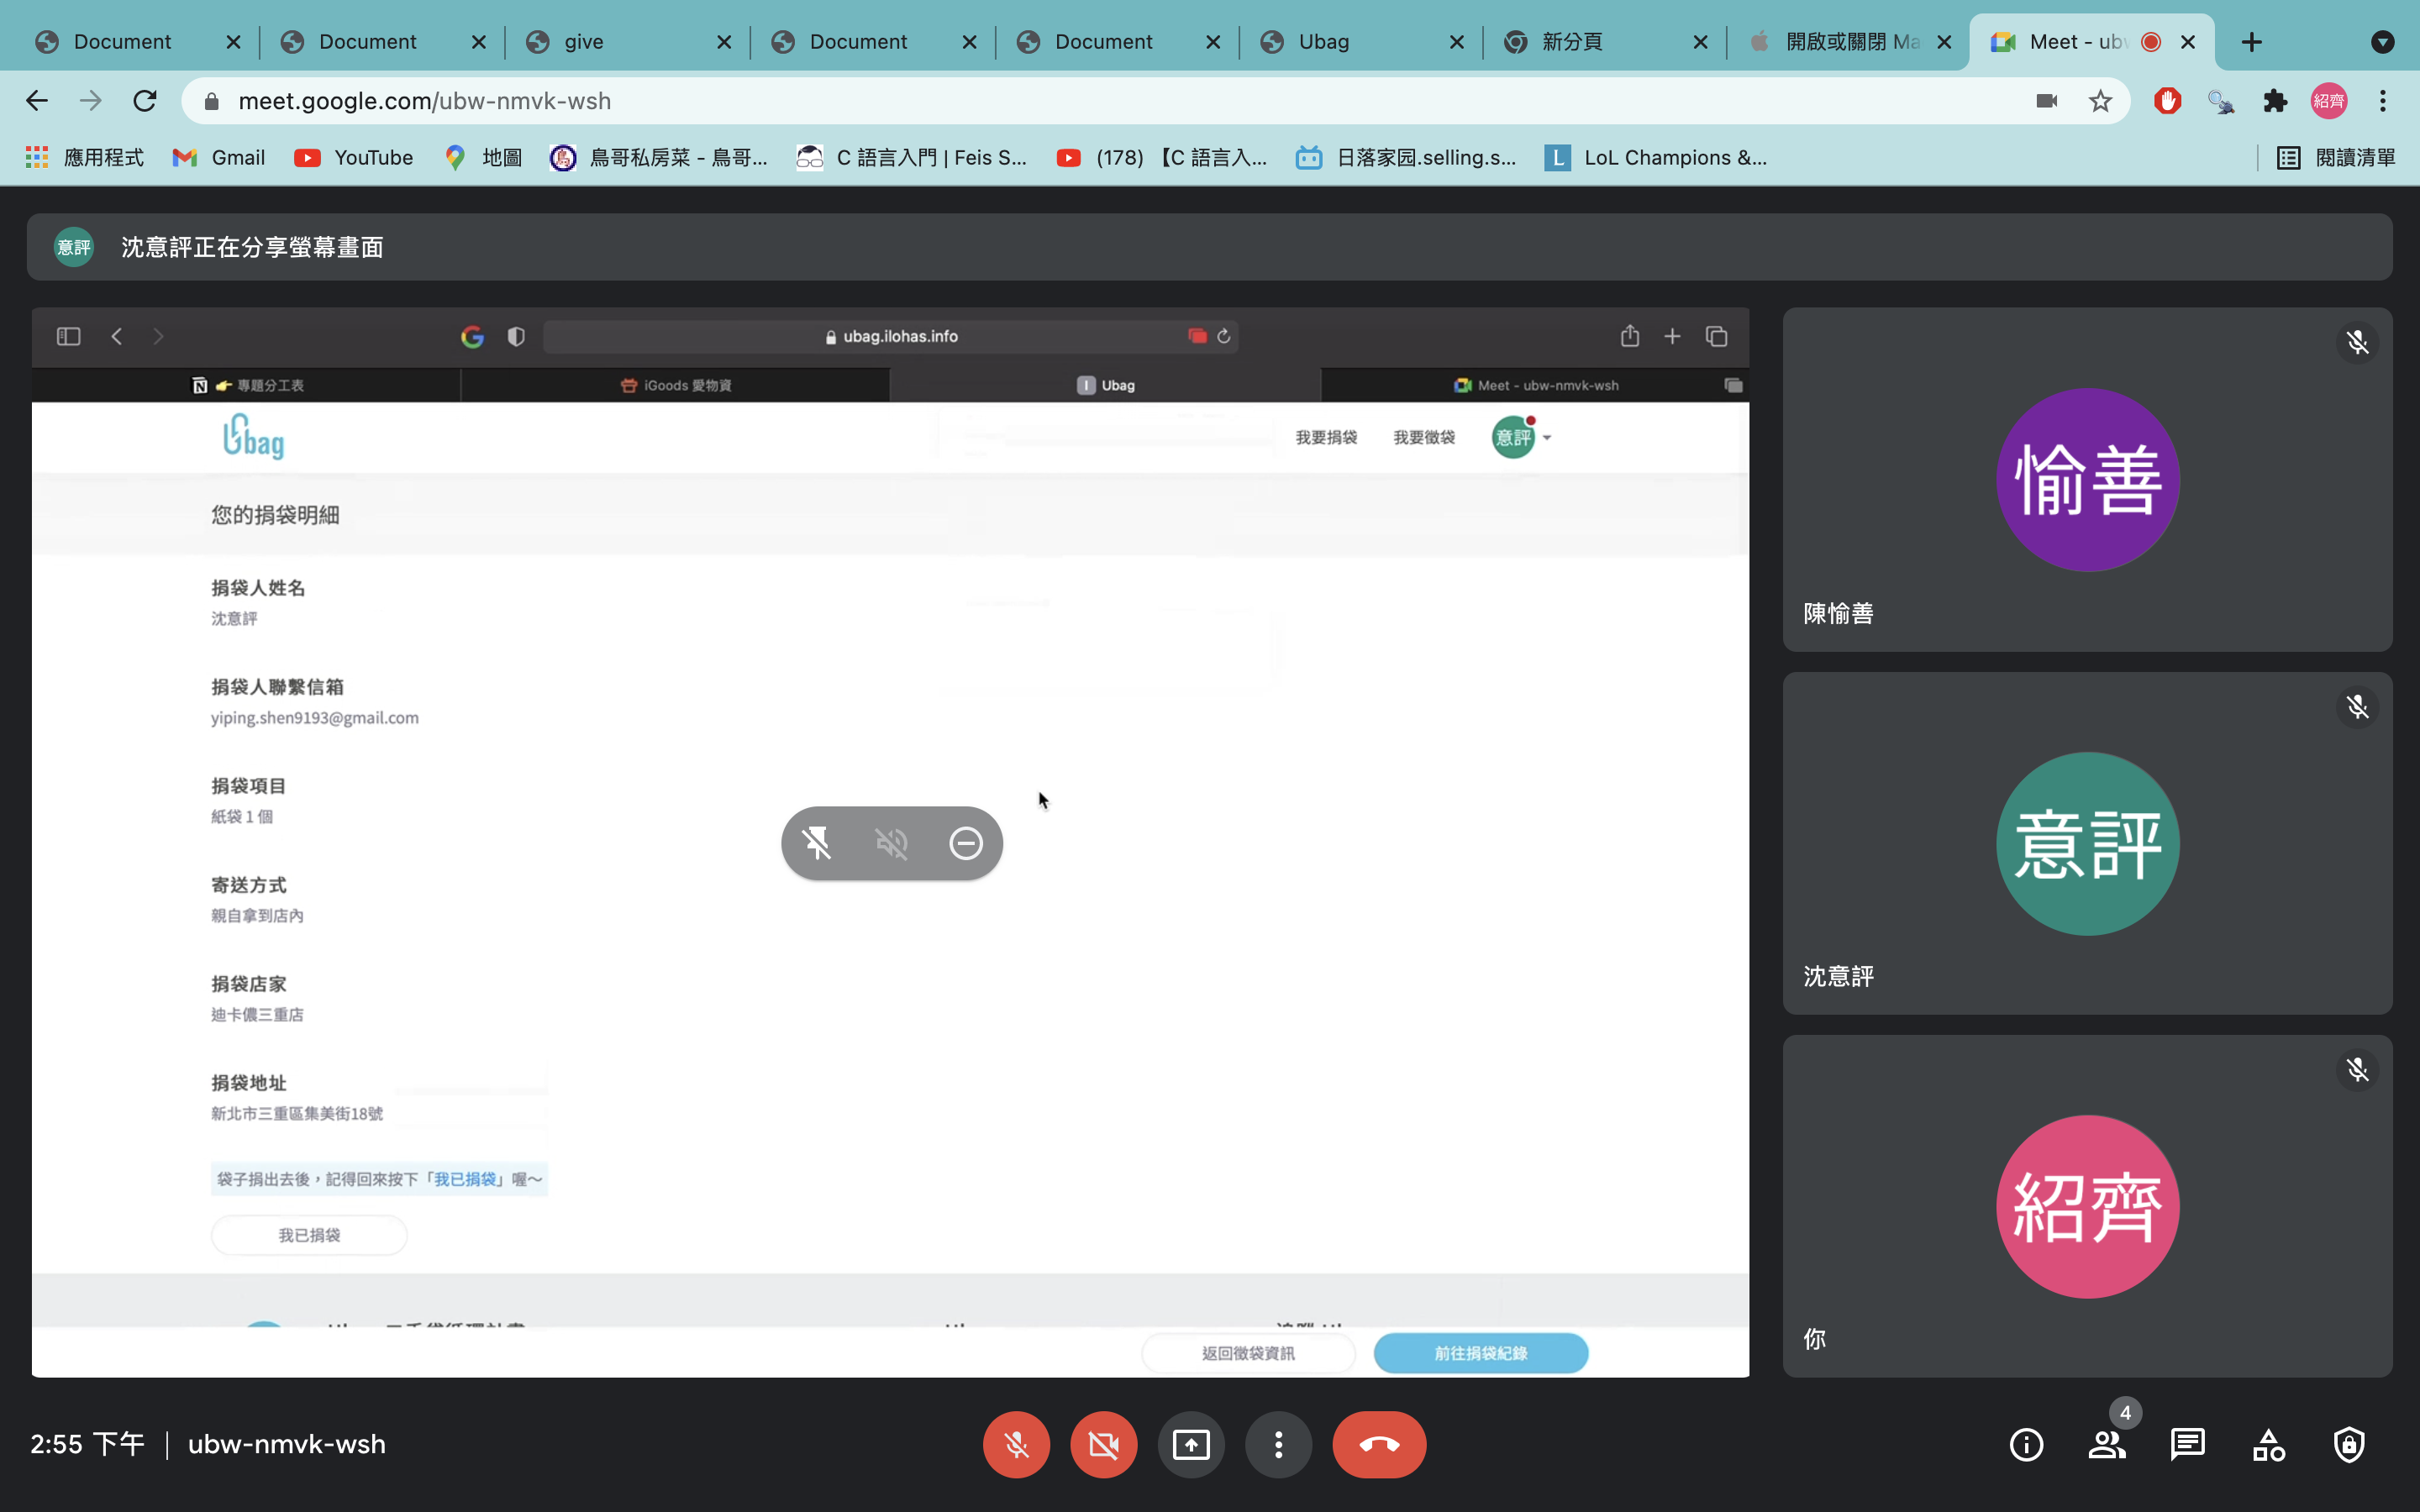 Document
Document
give
Document
Document
Ubag
新分頁
開啟或關閉 Ma
Meet - ubw
meet.google.com/ubw-nmvk-wsh
紹齊
應用程式
Gmail
YouTube
地圖
鳥哥私房菜 - 鳥哥...
C 語言入門 | Feis S...
(178) 【C 語言入...
日落家园.selling.s...
L
LoL Champions &...
閱讀清單
意評
沈意評正在分享螢幕畫面
ubag.ilohas.info
專題分工表
iGoods 愛物資
I
Ubag
Meet - ubw-nmvk-wsh
Ubag
我要捐袋
我要徵袋
意評
您的捐袋明細
捐袋人姓名
沈意評
捐袋人聯繫信箱
yiping.shen9193@gmail.com
捐袋項目
紙袋 1 個
寄送方式
親自拿到店內
捐袋店家
迪卡儂三重店
捐袋地址
新北市三重區集美街18號
袋子捐出去後，記得回來按下「我已捐袋」喔～
我已捐袋
返回徵袋資訊
前往捐袋紀錄
愉善
陳愉善
意評
沈意評
紹齊
你
2:55 下午 | ubw-nmvk-wsh
4